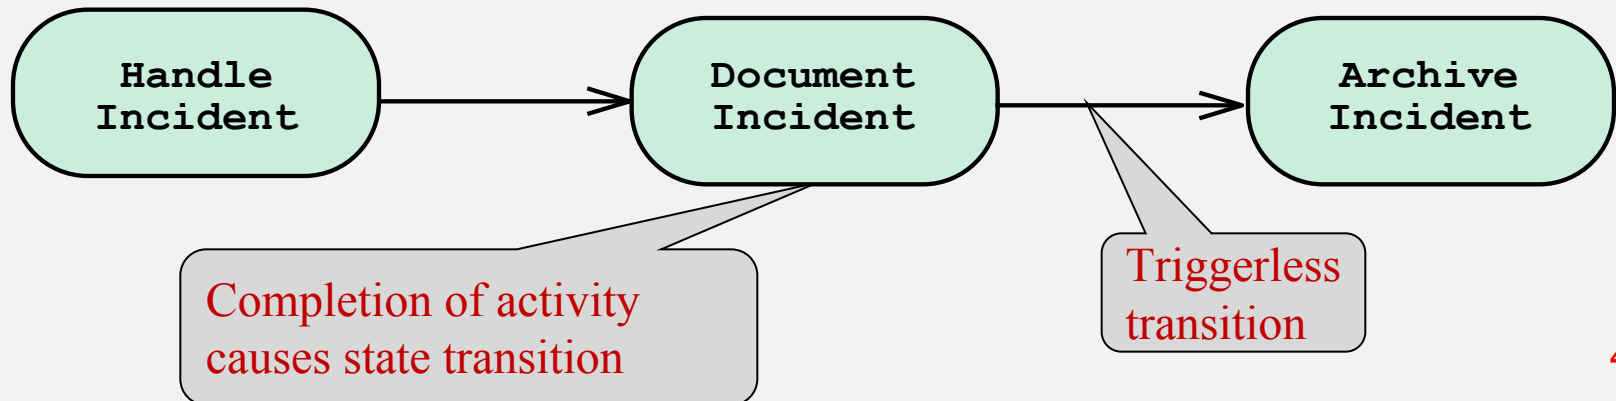 Handle
Incident
Document
Incident
Archive
Incident
Completion of activity
causes state transition
Triggerless
transition